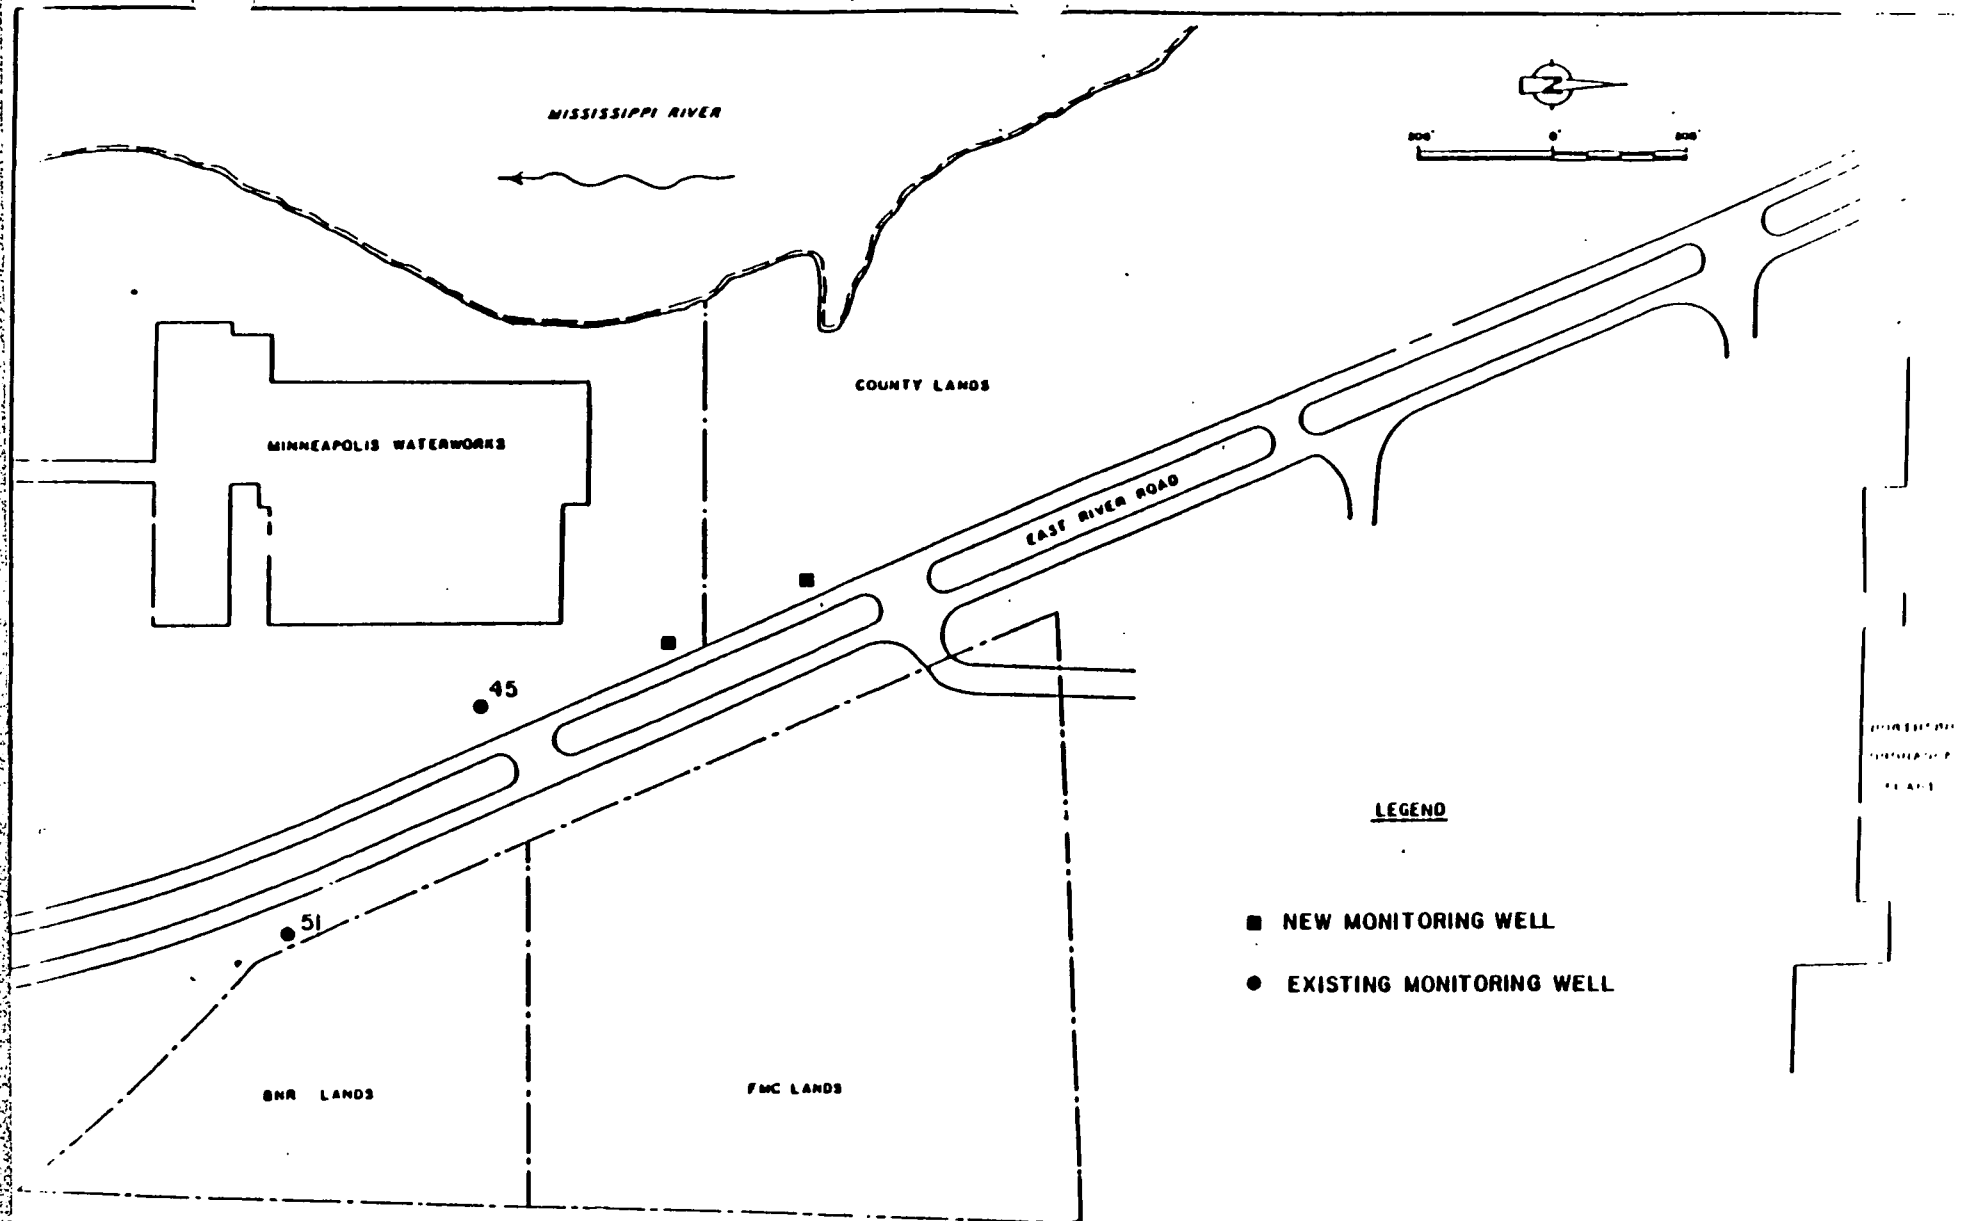 MISSISSIPPI RIVER
N
0'
COUNTY LANDS
MINNEAPOLIS WATERWORKS
EAST RIVER ROAD
45
51
LEGEND
NEW MONITORING WELL
EXISTING MONITORING WELL
BNR LANDS
FMC LANDS